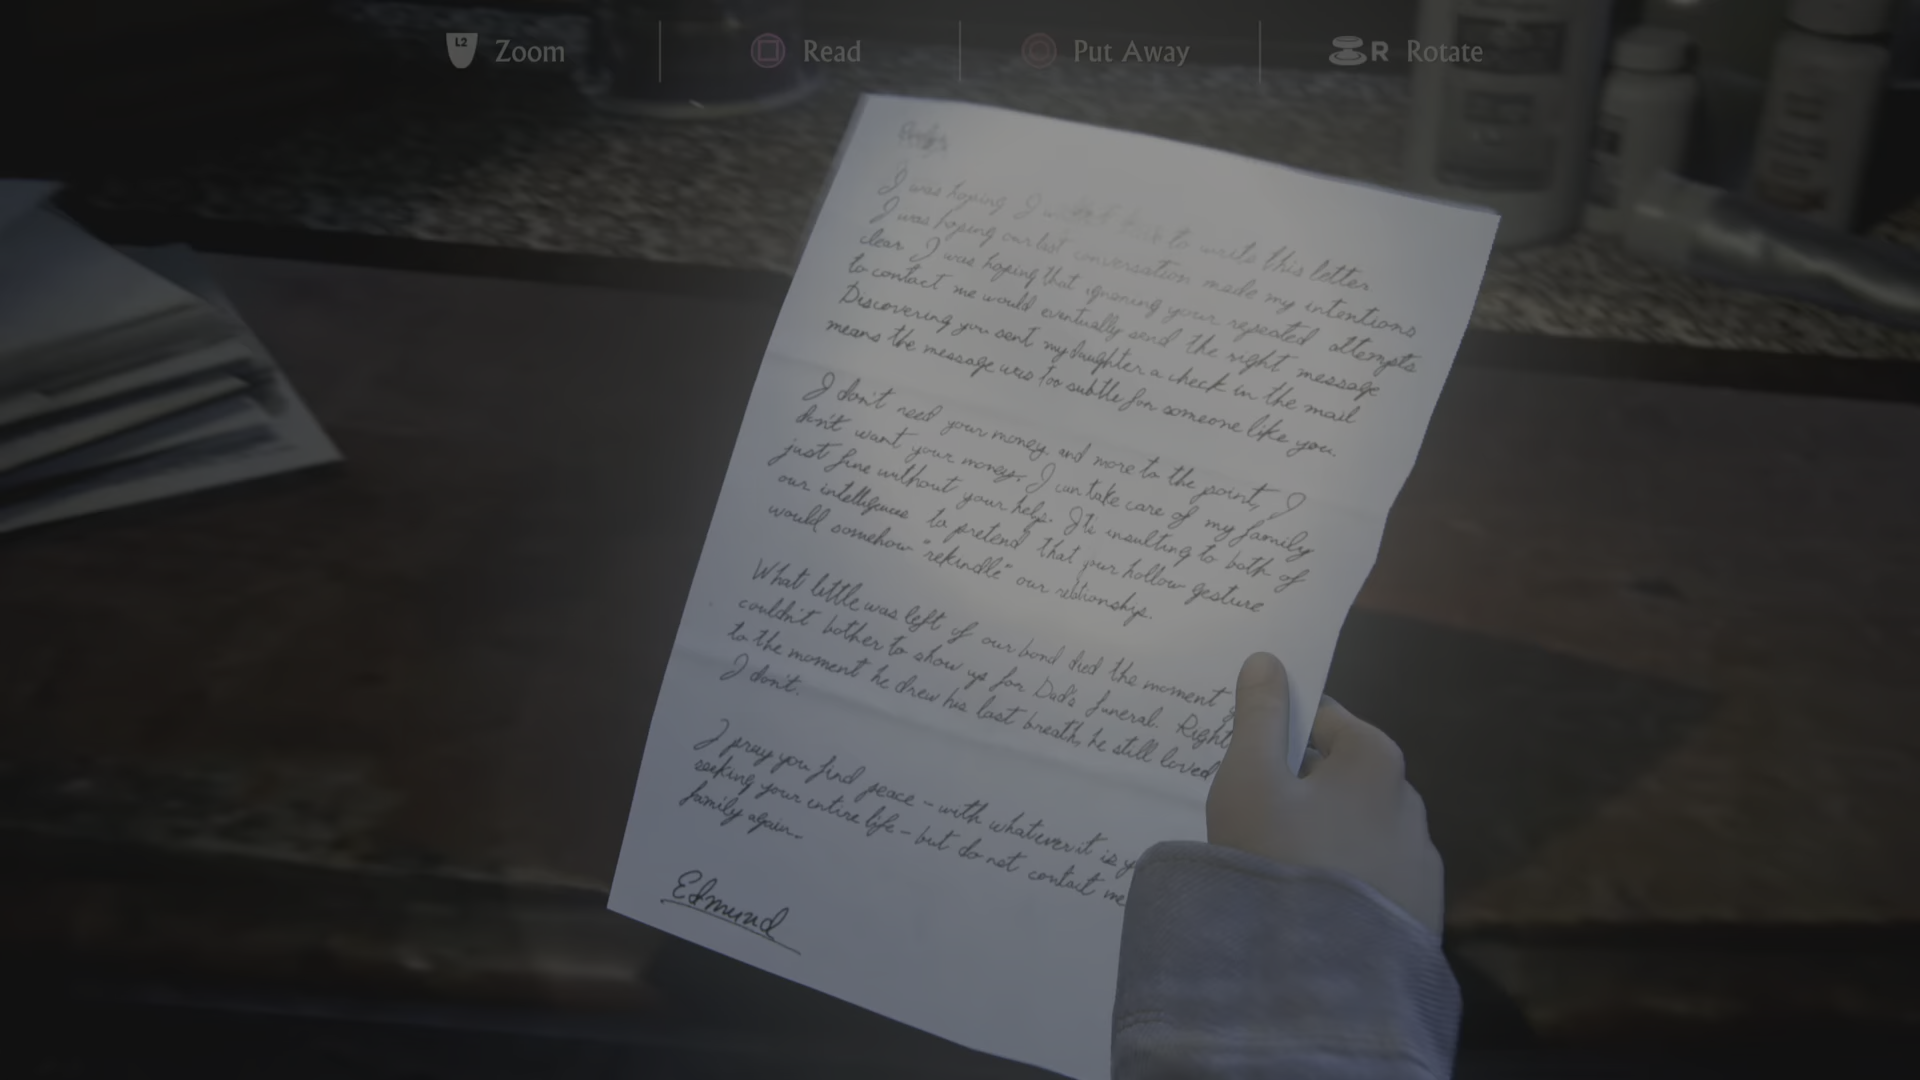 L2 Zoom
Read
Put Away
R Rotate
I was hoping I to write this letter
I was hoping our last conversation made my intentions
clear. I was hoping that ignoring your repeated attempts
to contact me would eventually send the right message
Discovering you sent my daughter a check in the mail
means the message was too subtle for someone like you.
I don't need your money, and more to the point, I
don't want your money. I can take care of my family
just fine without your help. It's insulting to both of
our intelligences to pretend that your hollow gesture
would somehow "rekindle" our relationship.
What little was left of our bond died the moment
couldn't bother to show up for Dad's funeral. Right
to the moment he drew his last breath, he still loved
I don't.
I pray you find peace - with whatever it is
seeking your entire life - but do not contact me
family again.
Edmund